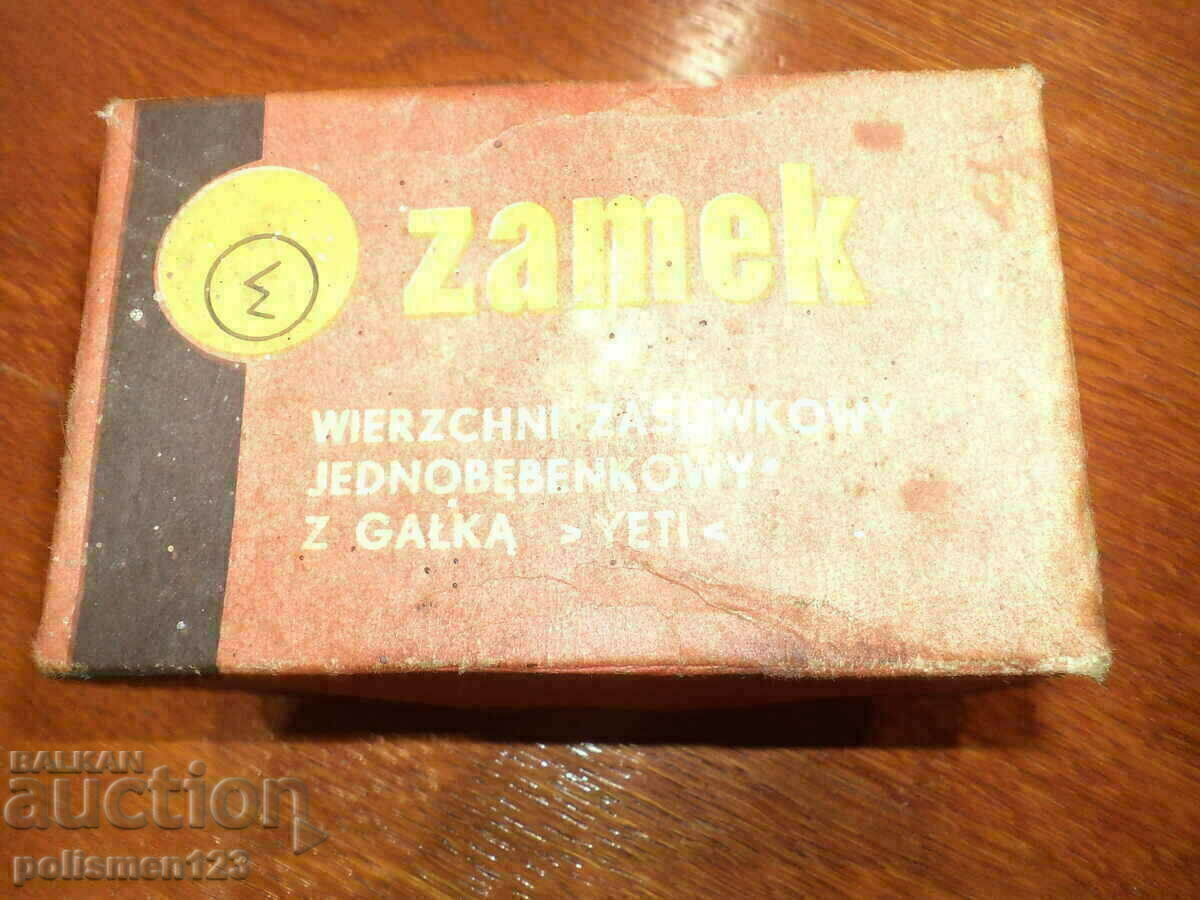 zamek
WIERZCHNI ZASUWKOWY
JEDNOBĘBENKOWY
Z GAŁKĄ > YETI <
BALKAN
auction
polismen123